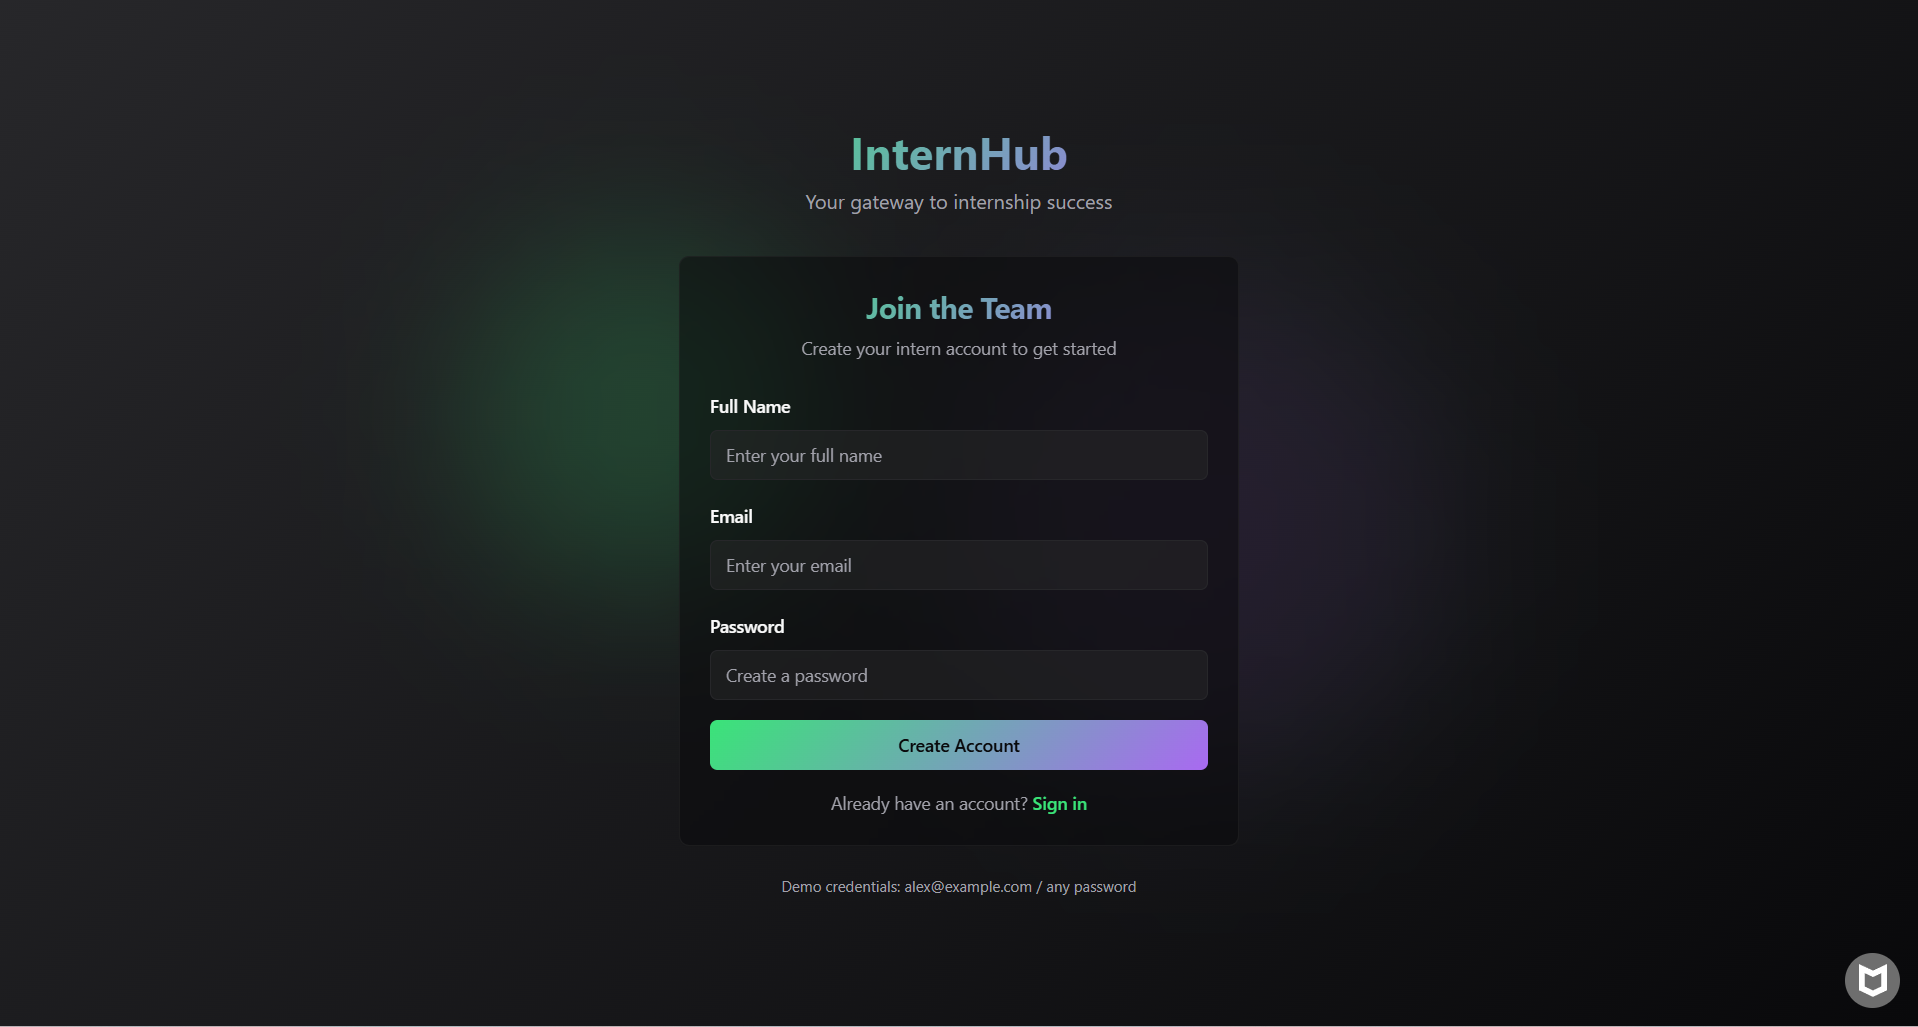 InternHub
Your gateway to internship success
Join the Team
Create your intern account to get started
Full Name
Enter your full name
Email
Enter your email
Password
Create a password
Create Account
Already have an account? Sign in
Demo credentials: alex@example.com / any password